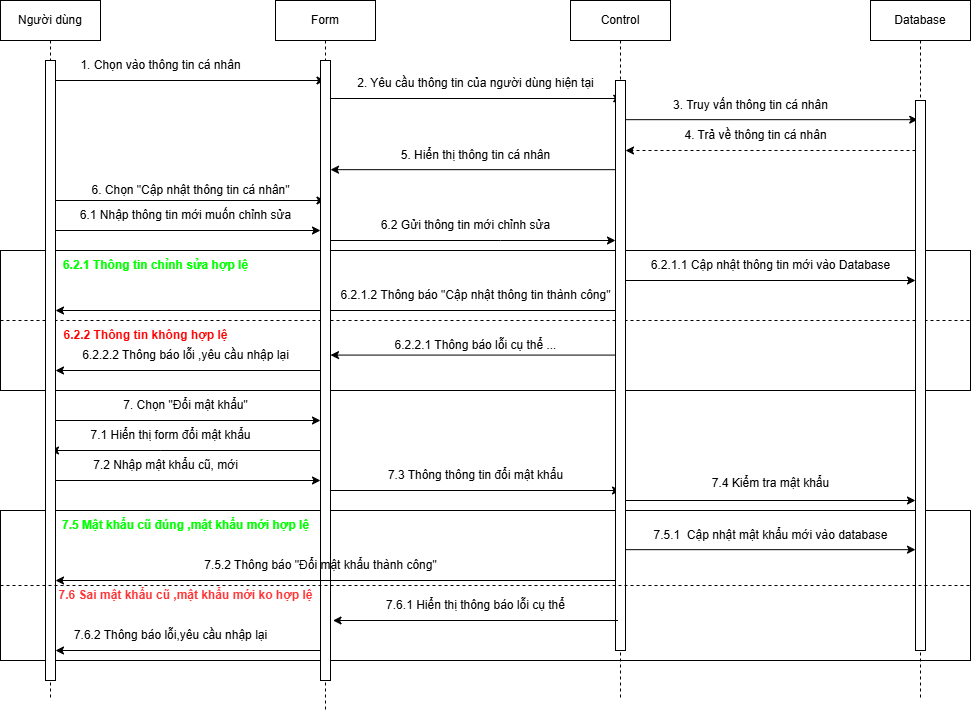 Người dùng
Form
Control
Database
1. Chọn vào thông tin cá nhân
2. Yêu cầu thông tin của người dùng hiện tại
3. Truy vấn thông tin cá nhân
4. Trả về thông tin cá nhân
5. Hiển thị thông tin cá nhân
6. Chọn "Cập nhật thông tin cá nhân"
6.1 Nhập thông tin mới muốn chỉnh sửa
6.2 Gửi thông tin mới chỉnh sửa
6.2.1 Thông tin chỉnh sửa hợp lệ
6.2.1.1 Cập nhật thông tin mới vào Database
6.2.1.2 Thông báo "Cập nhật thông tin thành công"
6.2.2 Thông tin không hợp lệ
6.2.2.1 Thông báo lỗi cụ thể ...
6.2.2.2 Thông báo lỗi ,yêu cầu nhập lại
7. Chọn "Đổi mật khẩu"
7.1 Hiển thị form đổi mật khẩu
7.2 Nhập mật khẩu cũ, mới
7.3 Thông thông tin đổi mật khẩu
7.4 Kiểm tra mật khẩu
7.5 Mật khẩu cũ đúng ,mật khẩu mới hợp lệ
7.5.1 Cập nhật mật khẩu mới vào database
7.5.2 Thông báo "Đổi mật khẩu thành công"
7.6 Sai mật khẩu cũ ,mật khẩu mới ko hợp lệ
7.6.1 Hiển thị thông báo lỗi cụ thể
7.6.2 Thông báo lỗi,yêu cầu nhập lại